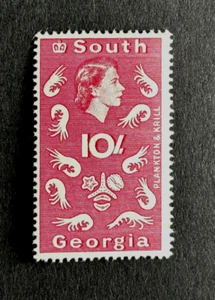 South
10/-
PLANKTON & KRILL
Georgia